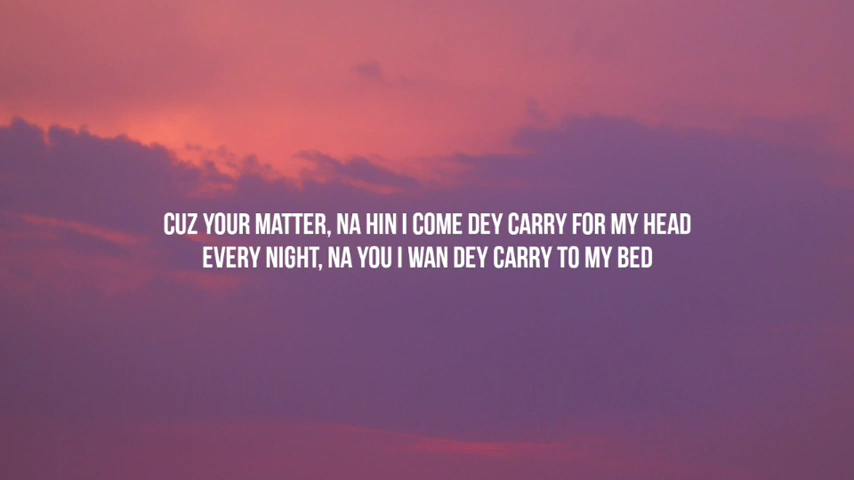 CUZ YOUR MATTER, NA HIN I COME DEY CARRY FOR MY HEAD
EVERY NIGHT, NA YOU I WAN DEY CARRY TO MY BED